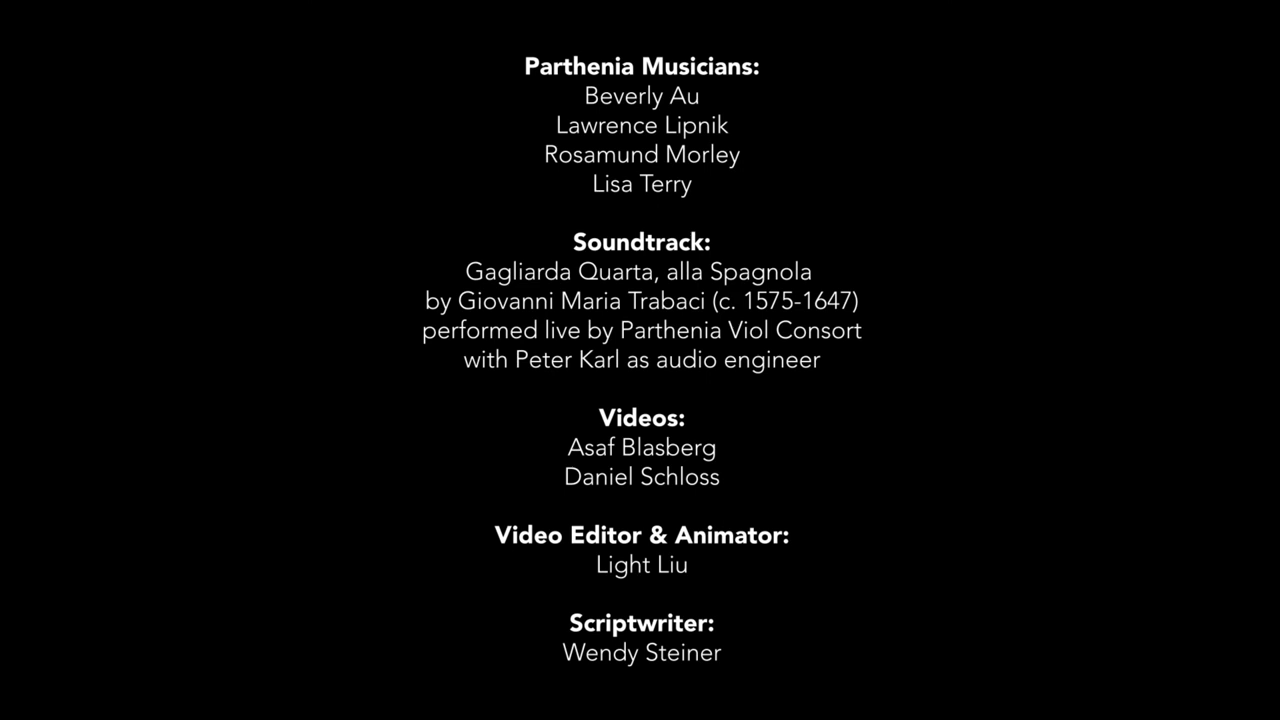 Parthenia Musicians:
Beverly Au
Lawrence Lipnik
Rosamund Morley
Lisa Terry
Soundtrack:
Gagliarda Quarta, alla Spagnola
by Giovanni Maria Trabaci (c. 1575-1647)
performed live by Parthenia Viol Consort
with Peter Karl as audio engineer
Videos:
Asaf Blasberg
Daniel Schloss
Video Editor & Animator:
Light Liu
Scriptwriter:
Wendy Steiner